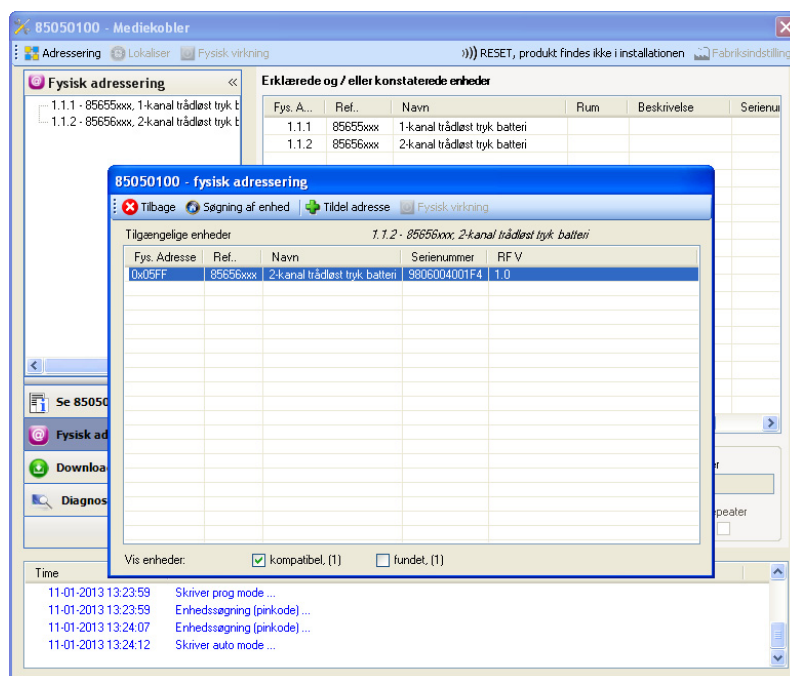 85050100 - Mediekobler
Adressering Lokaliser Fysisk virkning ))) RESET, produkt findes ikke i installationen Fabriksindstilling
Fysisk adressering «
1.1.1 - 85655xxx, 1-kanal trådløst tryk b
1.1.2 - 85656xxx, 2-kanal trådløst tryk b
Erklærede og / eller konstaterede enheder
Fys. A... Ref.. Navn Rum Beskrivelse Serienu
1.1.1 85655xxx 1-kanal trådløst tryk batteri
1.1.2 85656xxx 2-kanal trådløst tryk batteri
85050100 - fysisk adressering
Tilbage Søgning af enhed Tildel adresse Fysisk virkning
Tilgængelige enheder 1.1.2 - 85656xxx, 2-kanal trådløst tryk batteri
Fys. Adresse Ref.. Navn Serienummer RF V
0x05FF 85656xxx 2-kanal trådløst tryk batteri 9806004001F4 1.0
Vis enheder: kompatibel, (1) fundet, (1)
Se 85050
Fysisk ad
Downloa
Diagnos
epeater
Time
11-01-2013 13:23:59 Skriver prog mode ...
11-01-2013 13:23:59 Enhedssøgning (pinkode) ...
11-01-2013 13:24:07 Enhedssøgning (pinkode) ...
11-01-2013 13:24:12 Skriver auto mode ...